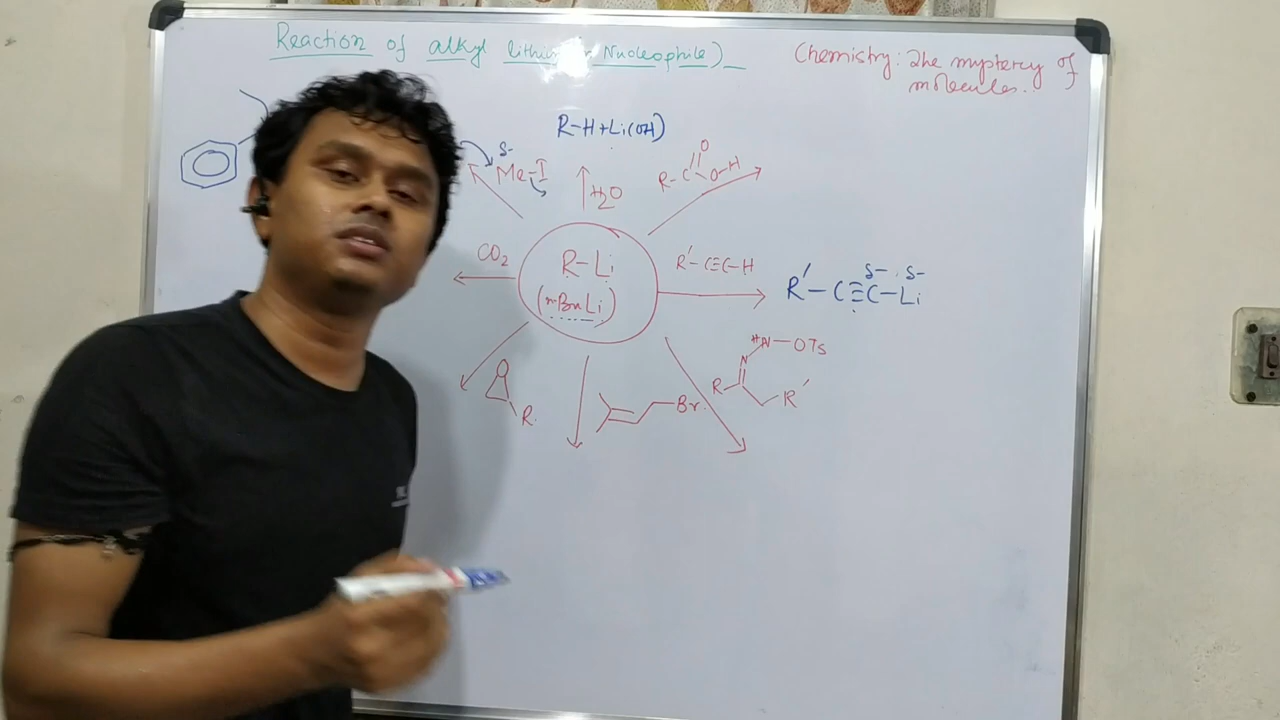 Reaction of alkyl lithium Nucleophile)
Chemistry: The mystery of
molecules.
R-H+Li(OH)
δ-
Me-I
H2O
R-C
O
O-H
CO2
R-Li
(n-BuLi)
R'-C≡C-H
δ- δ-
R'-C≡C-Li
HN-OTs
N
R
R'
O
R.
Br.